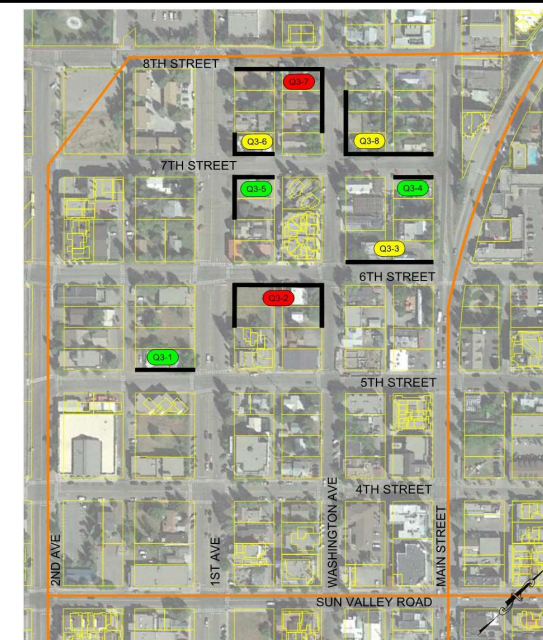 8TH STREET
Q3-7
Q3-6
Q3-8
7TH STREET
Q3-5
Q3-4
Q3-3
6TH STREET
Q3-2
Q3-1
5TH STREET
4TH STREET
2ND AVE
1ST AVE
WASHINGTON AVE
MAIN STREET
SUN VALLEY ROAD